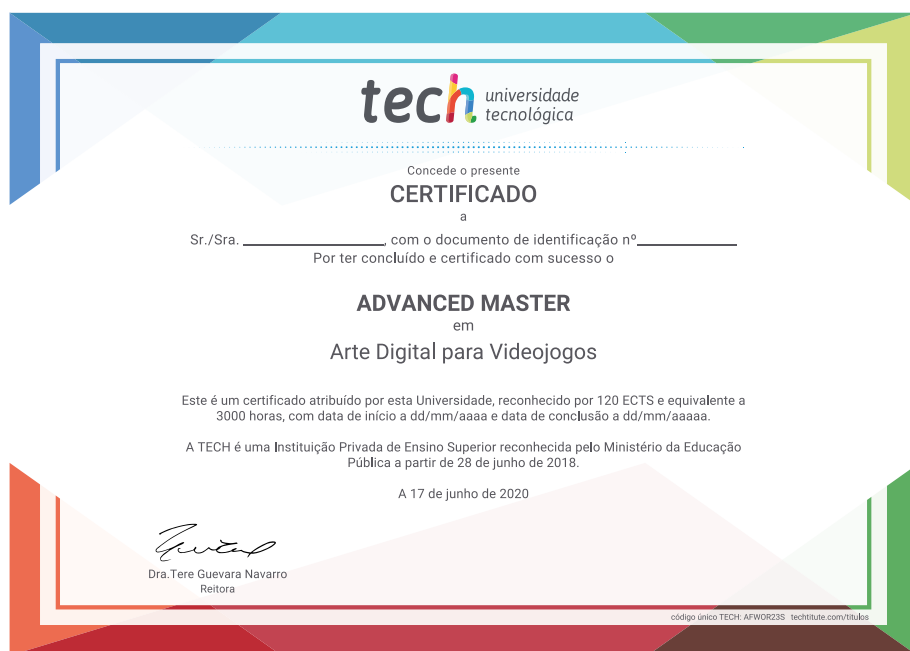 tech universidade
tecnológica
Concede o presente
CERTIFICADO
a
Sr./Sra. , com o documento de identificação nº
Por ter concluído e certificado com sucesso o
ADVANCED MASTER
em
Arte Digital para Videojogos
Este é um certificado atribuído por esta Universidade, reconhecido por 120 ECTS e equivalente a
3000 horas, com data de início a dd/mm/aaaa e data de conclusão a dd/mm/aaaaa.
A TECH é uma Instituição Privada de Ensino Superior reconhecida pelo Ministério da Educação
Pública a partir de 28 de junho de 2018.
A 17 de junho de 2020
Dra.Tere Guevara Navarro
Reitora
código único TECH: AFWOR23S techtitute.com/titulos